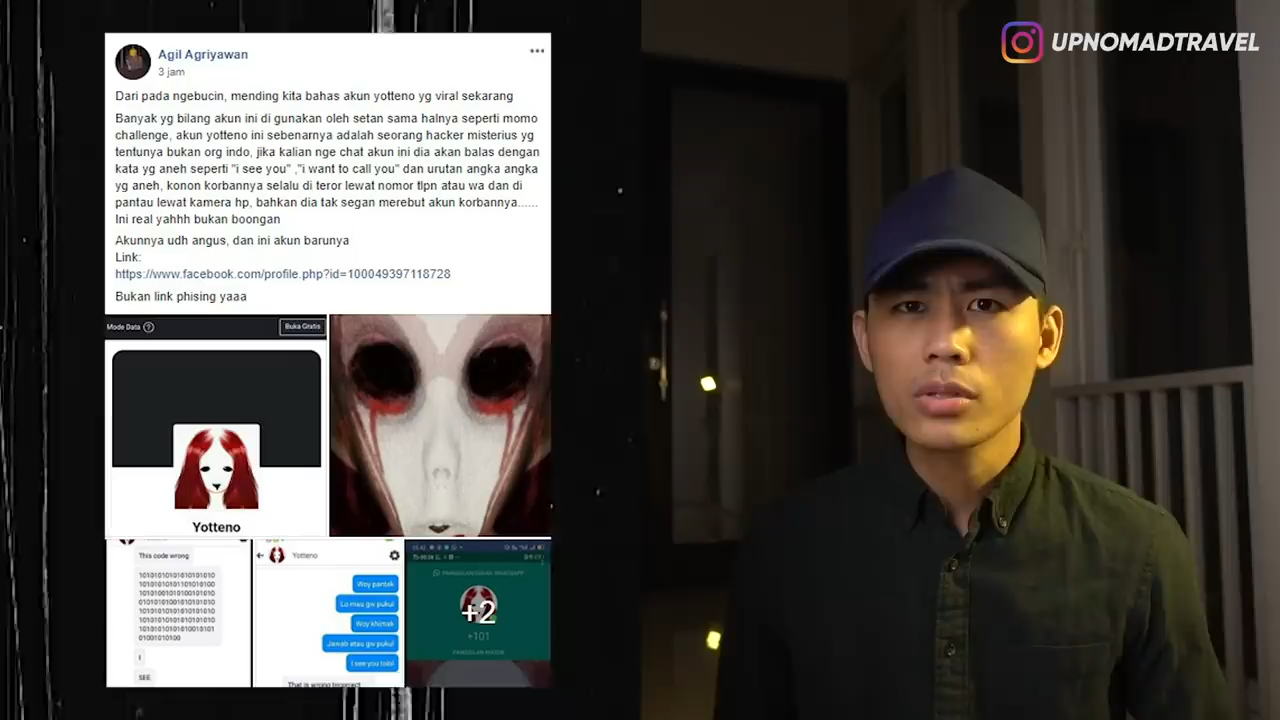 UPNOMADTRAVEL
Agil Agriyawan
3 jam
Dari pada ngebucin, mending kita bahas akun yotteno yg viral sekarang
Banyak yg bilang akun ini di gunakan oleh setan sama halnya seperti momo
challenge, akun yotteno ini sebenarnya adalah seorang hacker misterius yg
tentunya bukan org indo, jika kalian nge chat akun ini dia akan balas dengan
kata yg aneh seperti "i see you" ,"i want to call you" dan urutan angka angka
yg aneh, konon korbannya selalu di teror lewat nomor tlpn atau wa dan di
pantau lewat kamera hp, bahkan dia tak segan merebut akun korbannya......
Ini real yahhh bukan boongan
Akunnya udh angus, dan ini akun barunya
Link:
https://www.facebook.com/profile.php?id=100049397118728
Bukan link phising yaaa
Mode Data
Buka Gratis
Yotteno
This code wrong
I
SEE
Yotteno
Woy pantek
Lo mau gw pukul
Woy khimak
Jawab atau gw pukul
I see you tolol
That is wrong
+2
+101